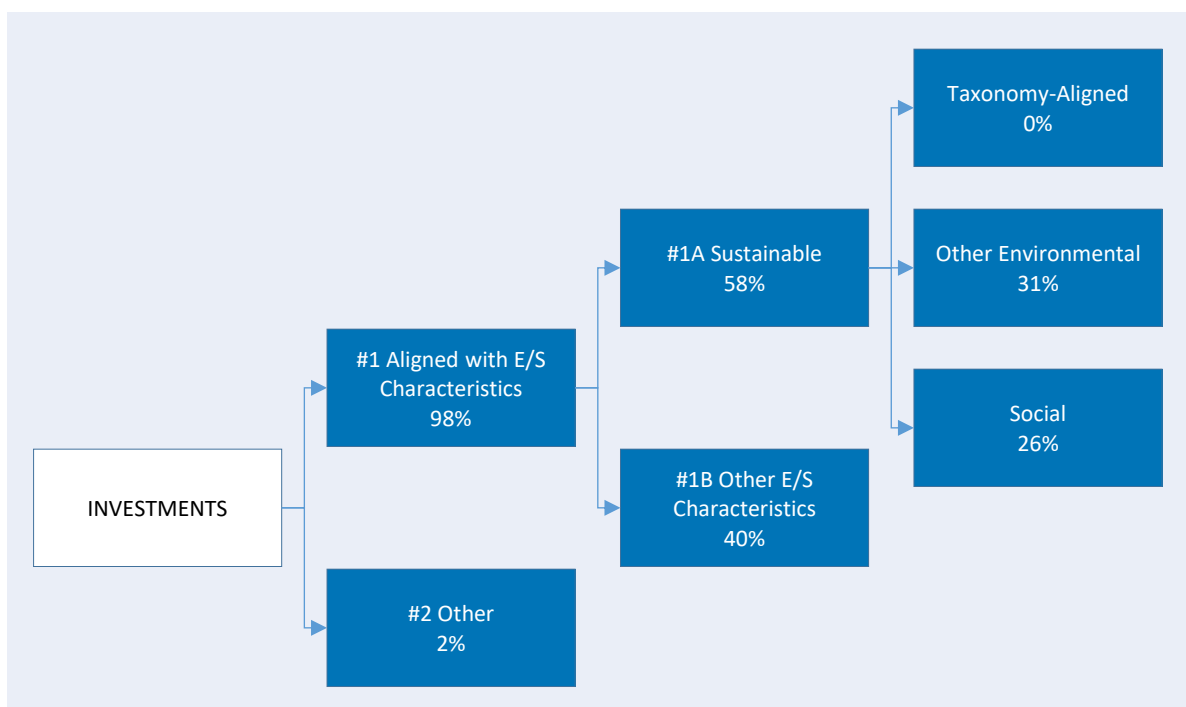 INVESTMENTS
#1 Aligned with E/S
Characteristics
98%
#2 Other
2%
#1A Sustainable
58%
#1B Other E/S
Characteristics
40%
Taxonomy-Aligned
0%
Other Environmental
31%
Social
26%